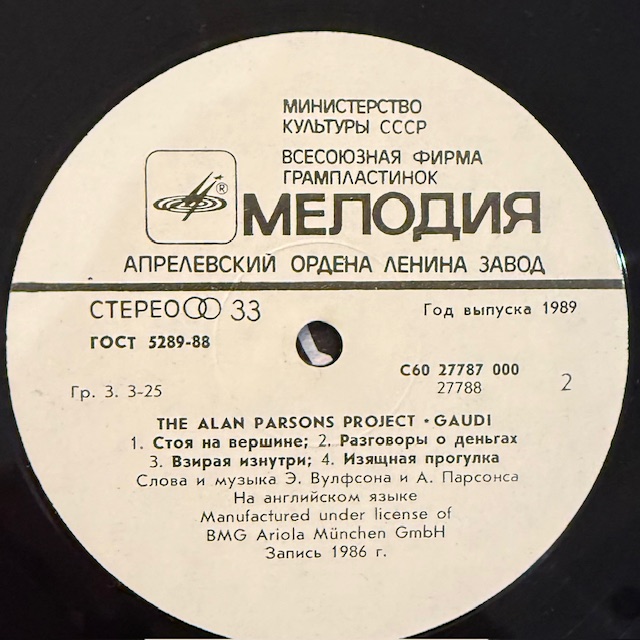 МИНИСТЕРСТВО
КУЛЬТУРЫ СССР
ВСЕСОЮЗНАЯ ФИРМА
ГРАМПЛАСТИНОК
®
МЕЛОДИЯ
АПРЕЛЕВСКИЙ ОРДЕНА ЛЕНИНА ЗАВОД
СТЕРЕО 33
Год выпуска 1989
ГОСТ 5289-88
С60 27787 000
27788
2
Гр. 3. 3-25
THE ALAN PARSONS PROJECT • GAUDI
1. Стоя на вершине; 2. Разговоры о деньгах
3. Взирая изнутри; 4. Изящная прогулка
Слова и музыка Э. Вулфсона и А. Парсонса
На английском языке
Manufactured under license of
BMG Ariola München GmbH
Запись 1986 г.